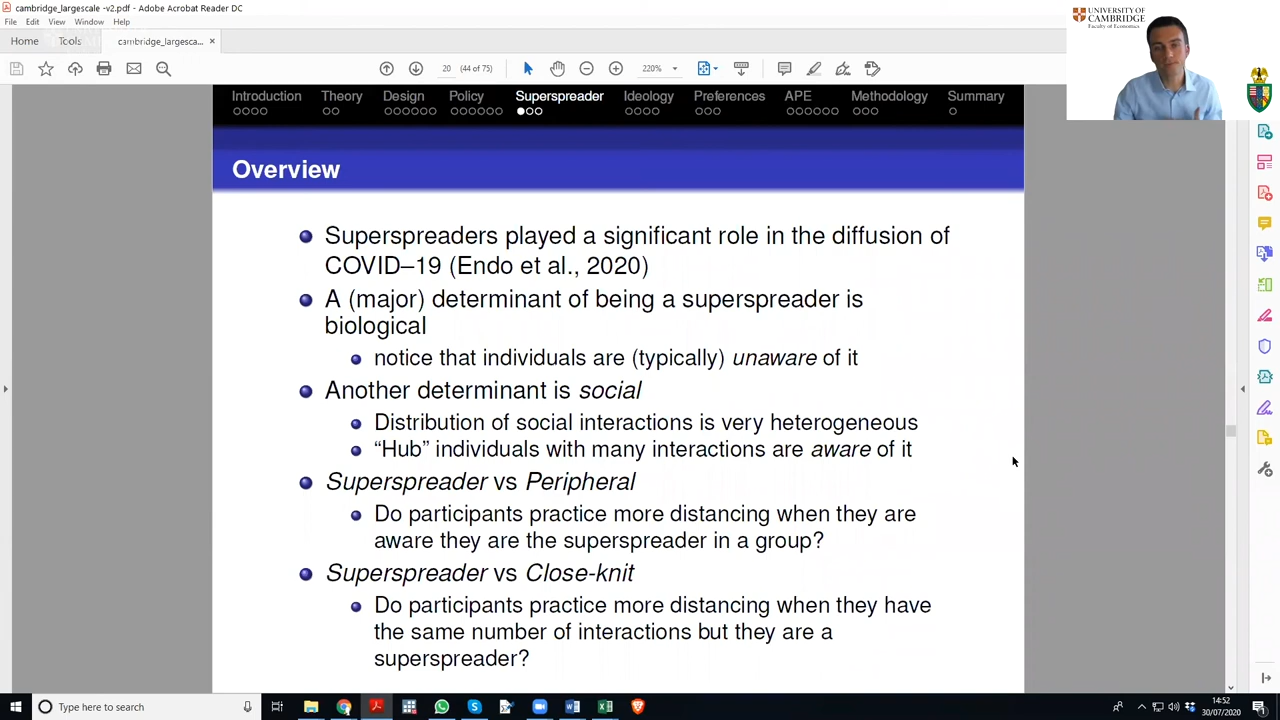 cambridge_largescale -v2.pdf - Adobe Acrobat Reader DC
File Edit View Window Help
Home Tools cambridge_largesca... ×
20 (44 of 75) 220%
UNIVERSITY OF
CAMBRIDGE
Faculty of Economics
Introduction Theory Design Policy Superspreader Ideology Preferences APE Methodology Summary
Overview
Superspreaders played a significant role in the diffusion of
COVID–19 (Endo et al., 2020)
A (major) determinant of being a superspreader is
biological
notice that individuals are (typically) unaware of it
Another determinant is social
Distribution of social interactions is very heterogeneous
“Hub” individuals with many interactions are aware of it
Superspreader vs Peripheral
Do participants practice more distancing when they are
aware they are the superspreader in a group?
Superspreader vs Close-knit
Do participants practice more distancing when they have
the same number of interactions but they are a
superspreader?
Type here to search
14:52
30/07/2020